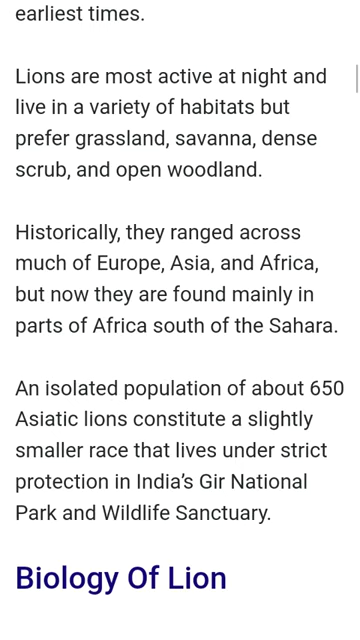 earliest times.
Lions are most active at night and
live in a variety of habitats but
prefer grassland, savanna, dense
scrub, and open woodland.
Historically, they ranged across
much of Europe, Asia, and Africa,
but now they are found mainly in
parts of Africa south of the Sahara.
An isolated population of about 650
Asiatic lions constitute a slightly
smaller race that lives under strict
protection in India’s Gir National
Park and Wildlife Sanctuary.
Biology Of Lion